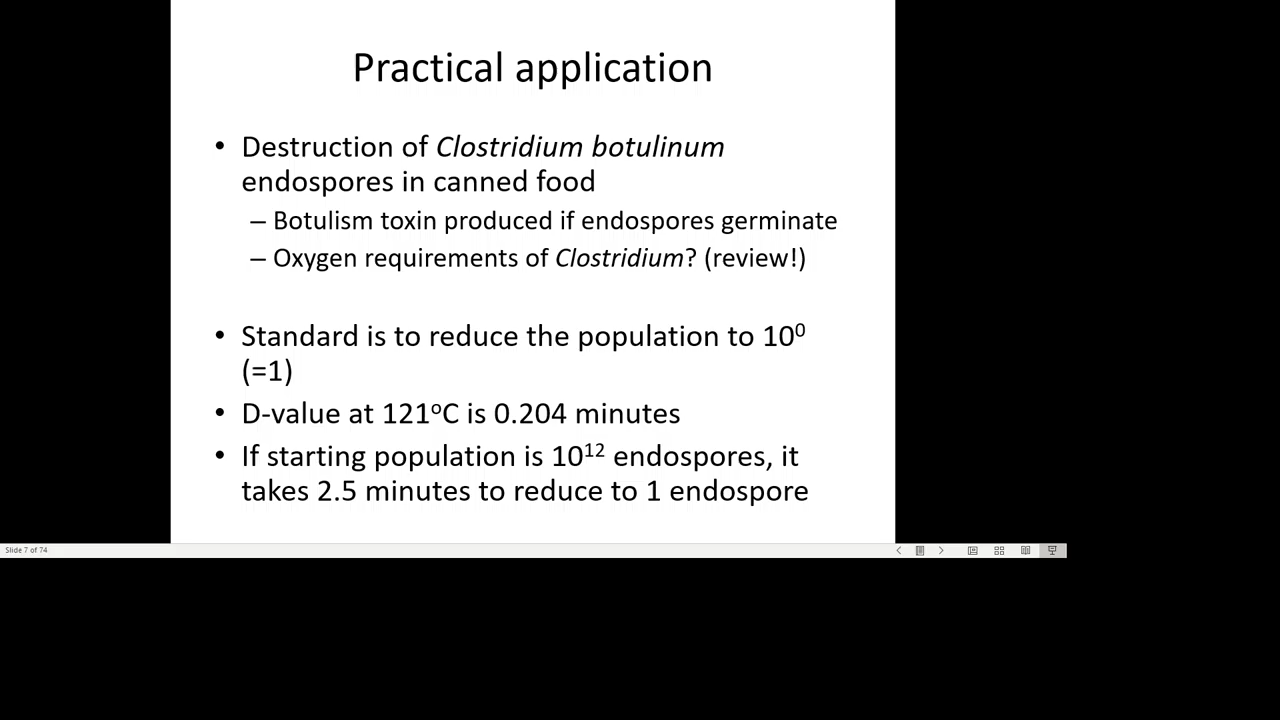 Practical application
• Destruction of Clostridium botulinum
endospores in canned food
– Botulism toxin produced if endospores germinate
– Oxygen requirements of Clostridium? (review!)
• Standard is to reduce the population to 10⁰
(=1)
• D-value at 121ᵒC is 0.204 minutes
• If starting population is 10¹² endospores, it
takes 2.5 minutes to reduce to 1 endospore
Slide 7 of 74